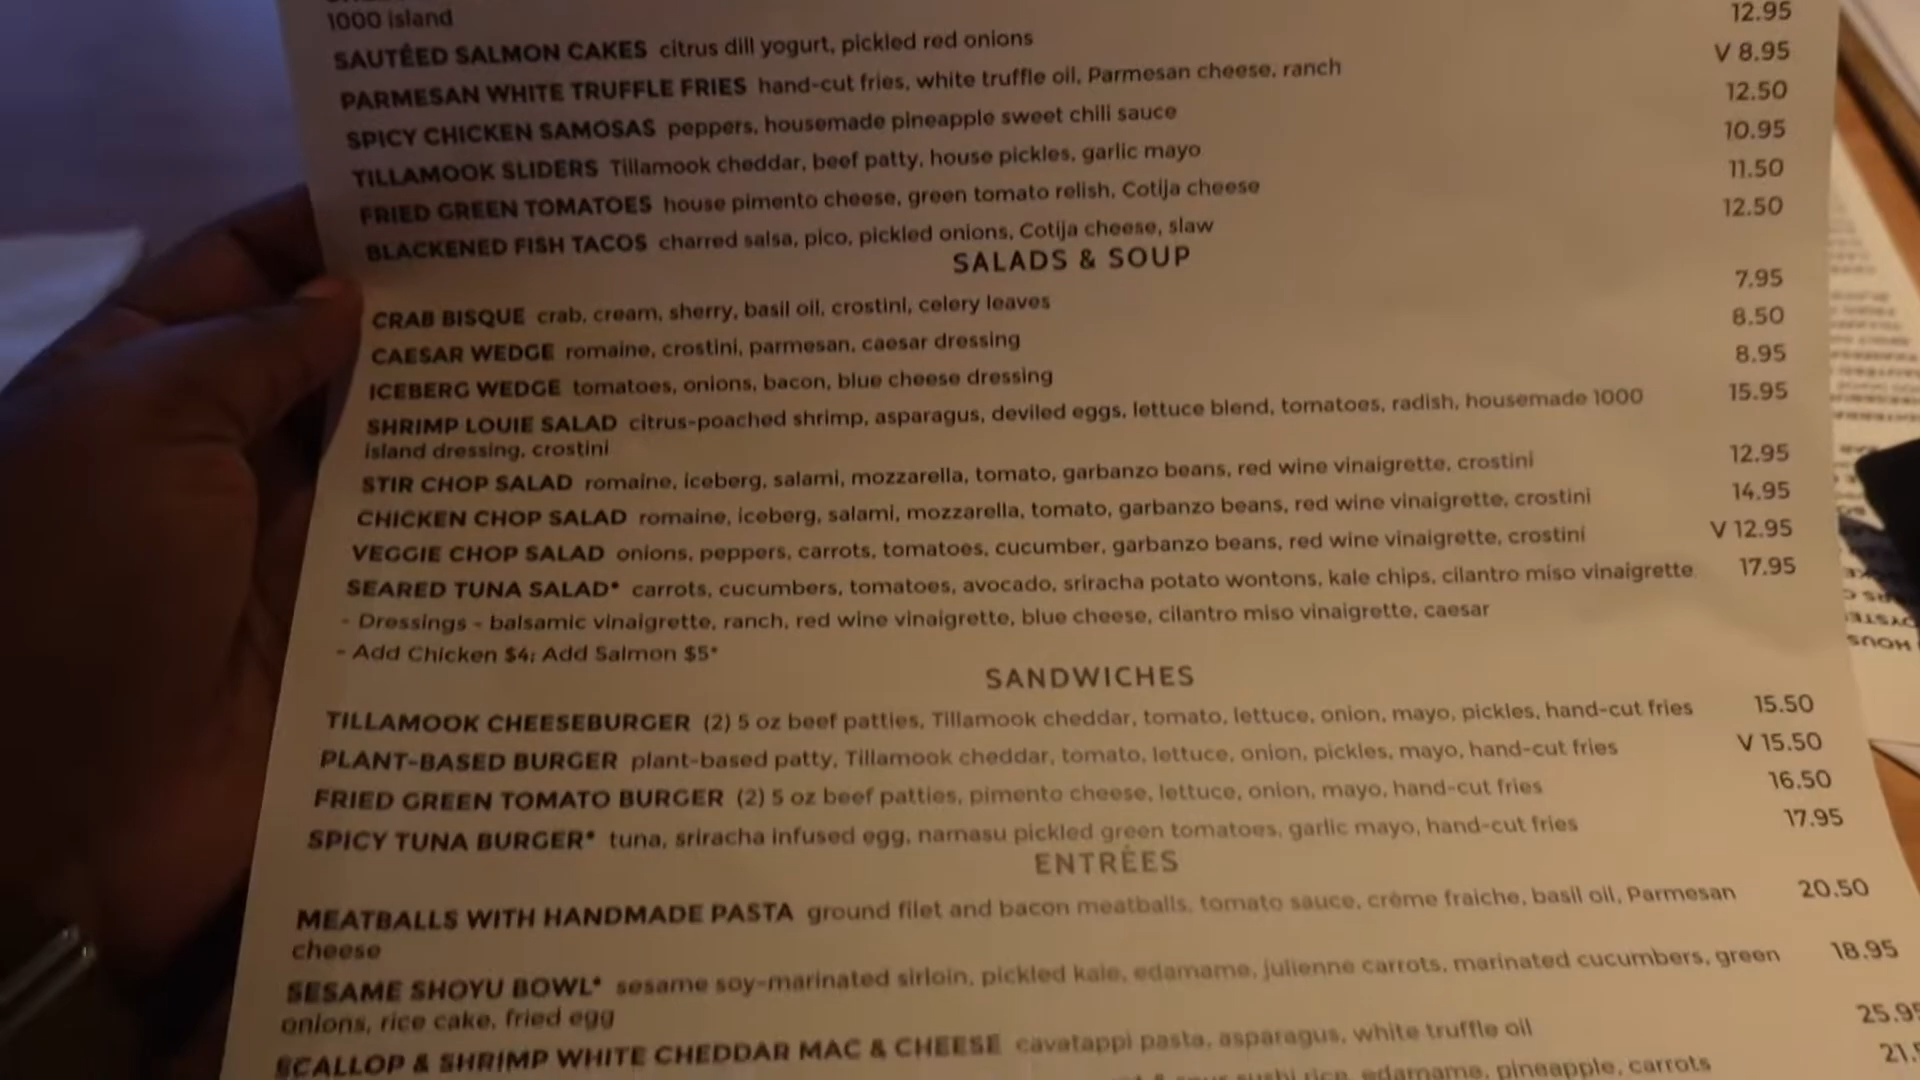 1000 island
SAUTÉED SALMON CAKES citrus dill yogurt, pickled red onions 12.95
PARMESAN WHITE TRUFFLE FRIES hand-cut fries, white truffle oil, Parmesan cheese, ranch V 8.95
SPICY CHICKEN SAMOSAS peppers, housemade pineapple sweet chili sauce 12.50
TILLAMOOK SLIDERS Tillamook cheddar, beef patty, house pickles, garlic mayo 10.95
FRIED GREEN TOMATOES house pimento cheese, green tomato relish, Cotija cheese 11.50
BLACKENED FISH TACOS charred salsa, pico, pickled onions, Cotija cheese, slaw 12.50
SALADS & SOUP
CRAB BISQUE crab, cream, sherry, basil oil, crostini, celery leaves 7.95
CAESAR WEDGE romaine, crostini, parmesan, caesar dressing 8.50
ICEBERG WEDGE tomatoes, onions, bacon, blue cheese dressing 8.95
SHRIMP LOUIE SALAD citrus-poached shrimp, asparagus, deviled eggs, lettuce blend, tomatoes, radish, housemade 1000 15.95
island dressing, crostini
STIR CHOP SALAD romaine, iceberg, salami, mozzarella, tomato, garbanzo beans, red wine vinaigrette, crostini 12.95
CHICKEN CHOP SALAD romaine, iceberg, salami, mozzarella, tomato, garbanzo beans, red wine vinaigrette, crostini 14.95
VEGGIE CHOP SALAD onions, peppers, carrots, tomatoes, cucumber, garbanzo beans, red wine vinaigrette, crostini V 12.95
SEARED TUNA SALAD* carrots, cucumbers, tomatoes, avocado, sriracha potato wontons, kale chips, cilantro miso vinaigrette 17.95
- Dressings - balsamic vinaigrette, ranch, red wine vinaigrette, blue cheese, cilantro miso vinaigrette, caesar
- Add Chicken $4; Add Salmon $5*
SANDWICHES
TILLAMOOK CHEESEBURGER (2) 5 oz beef patties, Tillamook cheddar, tomato, lettuce, onion, mayo, pickles, hand-cut fries 15.50
PLANT-BASED BURGER plant-based patty, Tillamook cheddar, tomato, lettuce, onion, pickles, mayo, hand-cut fries V 15.50
FRIED GREEN TOMATO BURGER (2) 5 oz beef patties, pimento cheese, lettuce, onion, mayo, hand-cut fries 16.50
SPICY TUNA BURGER* tuna, sriracha infused egg, namasu pickled green tomatoes, garlic mayo, hand-cut fries 17.95
ENTRÉES
MEATBALLS WITH HANDMADE PASTA ground filet and bacon meatballs, tomato sauce, crème fraiche, basil oil, Parmesan 20.50
cheese
SESAME SHOYU BOWL* sesame soy-marinated sirloin, pickled kale, edamame, julienne carrots, marinated cucumbers, green 18.95
onions, rice cake, fried egg
SCALLOP & SHRIMP WHITE CHEDDAR MAC & CHEESE cavatappi pasta, asparagus, white truffle oil 25.95
sushi rice, edamame, pineapple, carrots